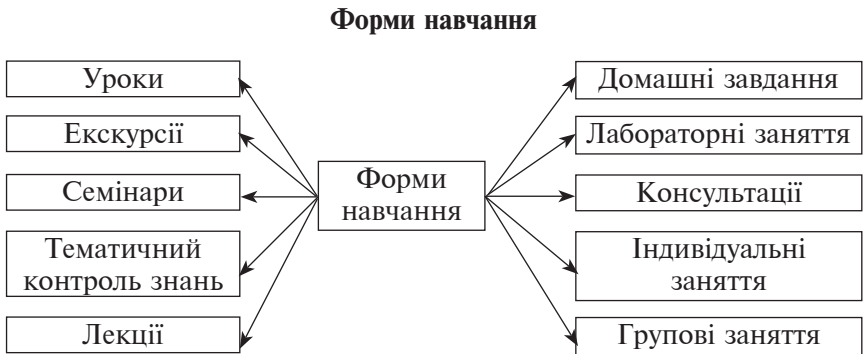 Форми навчання
Уроки
Екскурсії
Семінари
Тематичний
контроль знань
Лекції
Форми
навчання
Домашні завдання
Лабораторні заняття
Консультації
Індивідуальні
заняття
Групові заняття